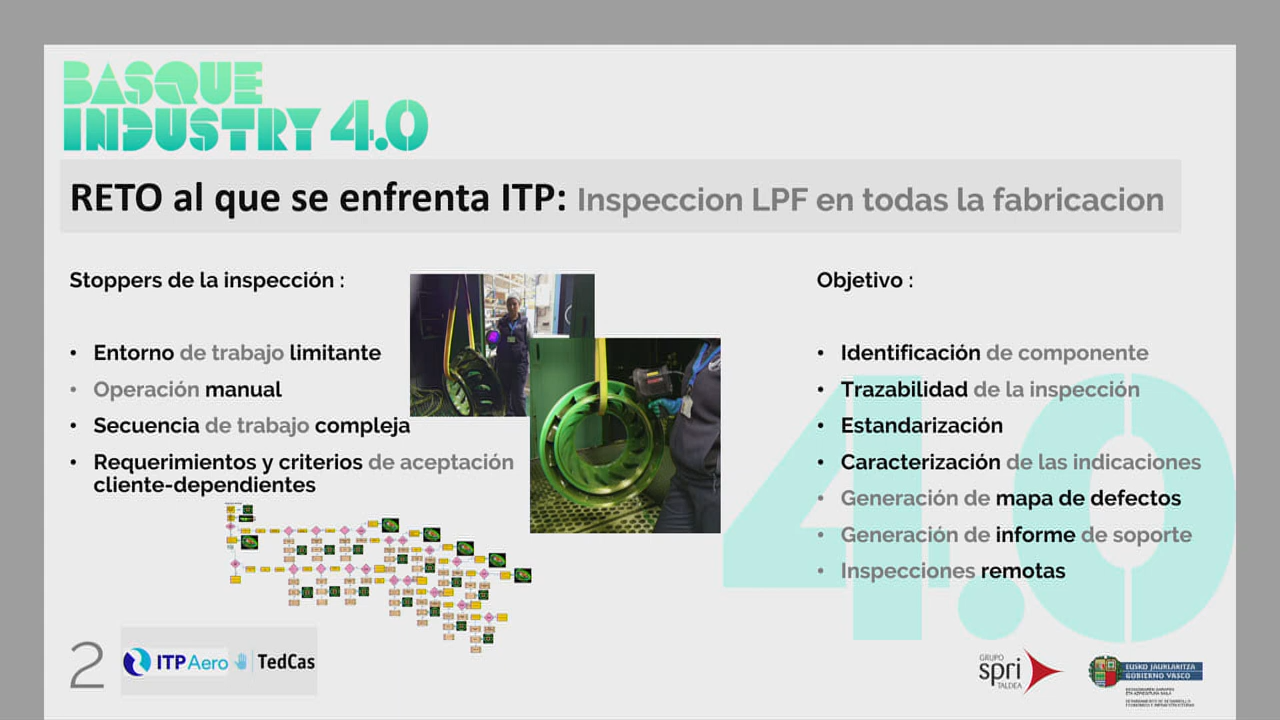 BASQUE
INDUSTRY 4.0
RETO al que se enfrenta ITP: Inspeccion LPF en todas la fabricacion
Stoppers de la inspección :
• Entorno de trabajo limitante
• Operación manual
• Secuencia de trabajo compleja
• Requerimientos y criterios de aceptación
cliente-dependientes
Objetivo :
• Identificación de componente
• Trazabilidad de la inspección
• Estandarización
• Caracterización de las indicaciones
• Generación de mapa de defectos
• Generación de informe de soporte
• Inspecciones remotas
4.0
2
ITPAero
TedCas
GRUPO
spri
TALDEA
EUSKO JAURLARITZA
GOBIERNO VASCO